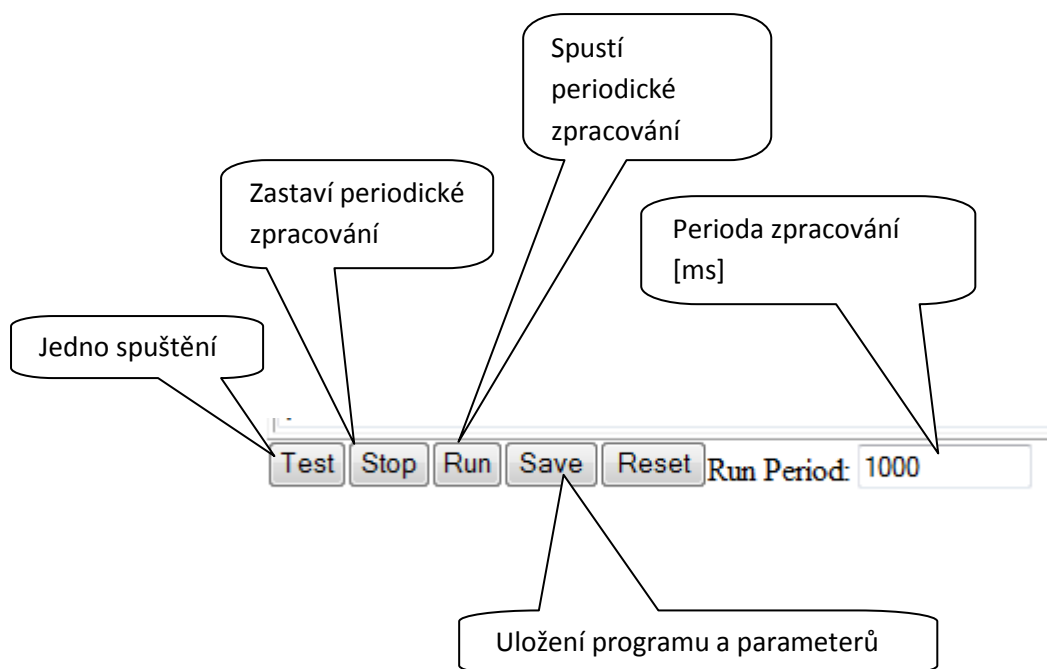 Spustí
periodické
zpracování
Zastaví periodické
zpracování
Perioda zpracování
[ms]
Jedno spuštění
Test Stop Run Save Reset Run Period: 1000
Uložení programu a parameterů